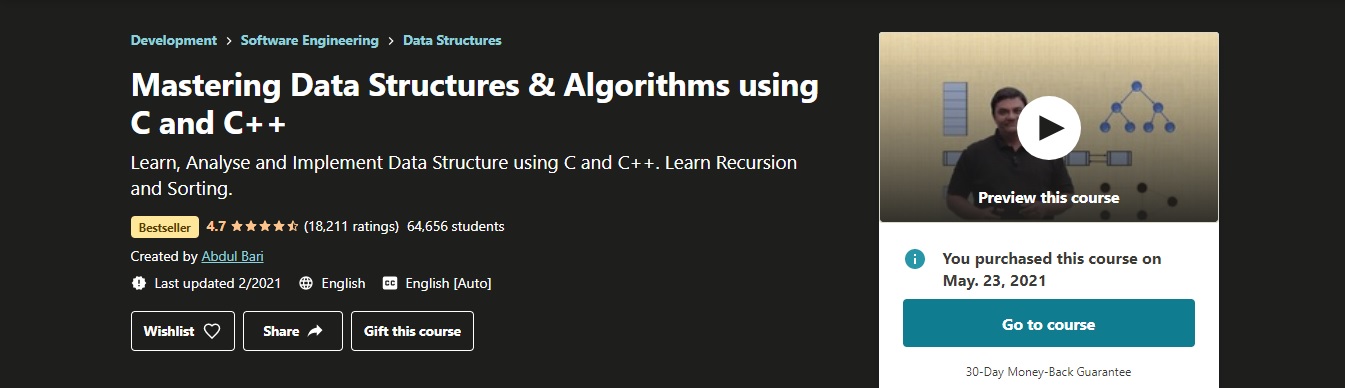 Development > Software Engineering > Data Structures
Mastering Data Structures & Algorithms using
C and C++
Learn, Analyse and Implement Data Structure using C and C++. Learn Recursion
and Sorting.
Bestseller 4.7 (18,211 ratings) 64,656 students
Created by Abdul Bari
Last updated 2/2021 English CC English [Auto]
Wishlist Share Gift this course
Preview this course
You purchased this course on
May. 23, 2021
Go to course
30-Day Money-Back Guarantee